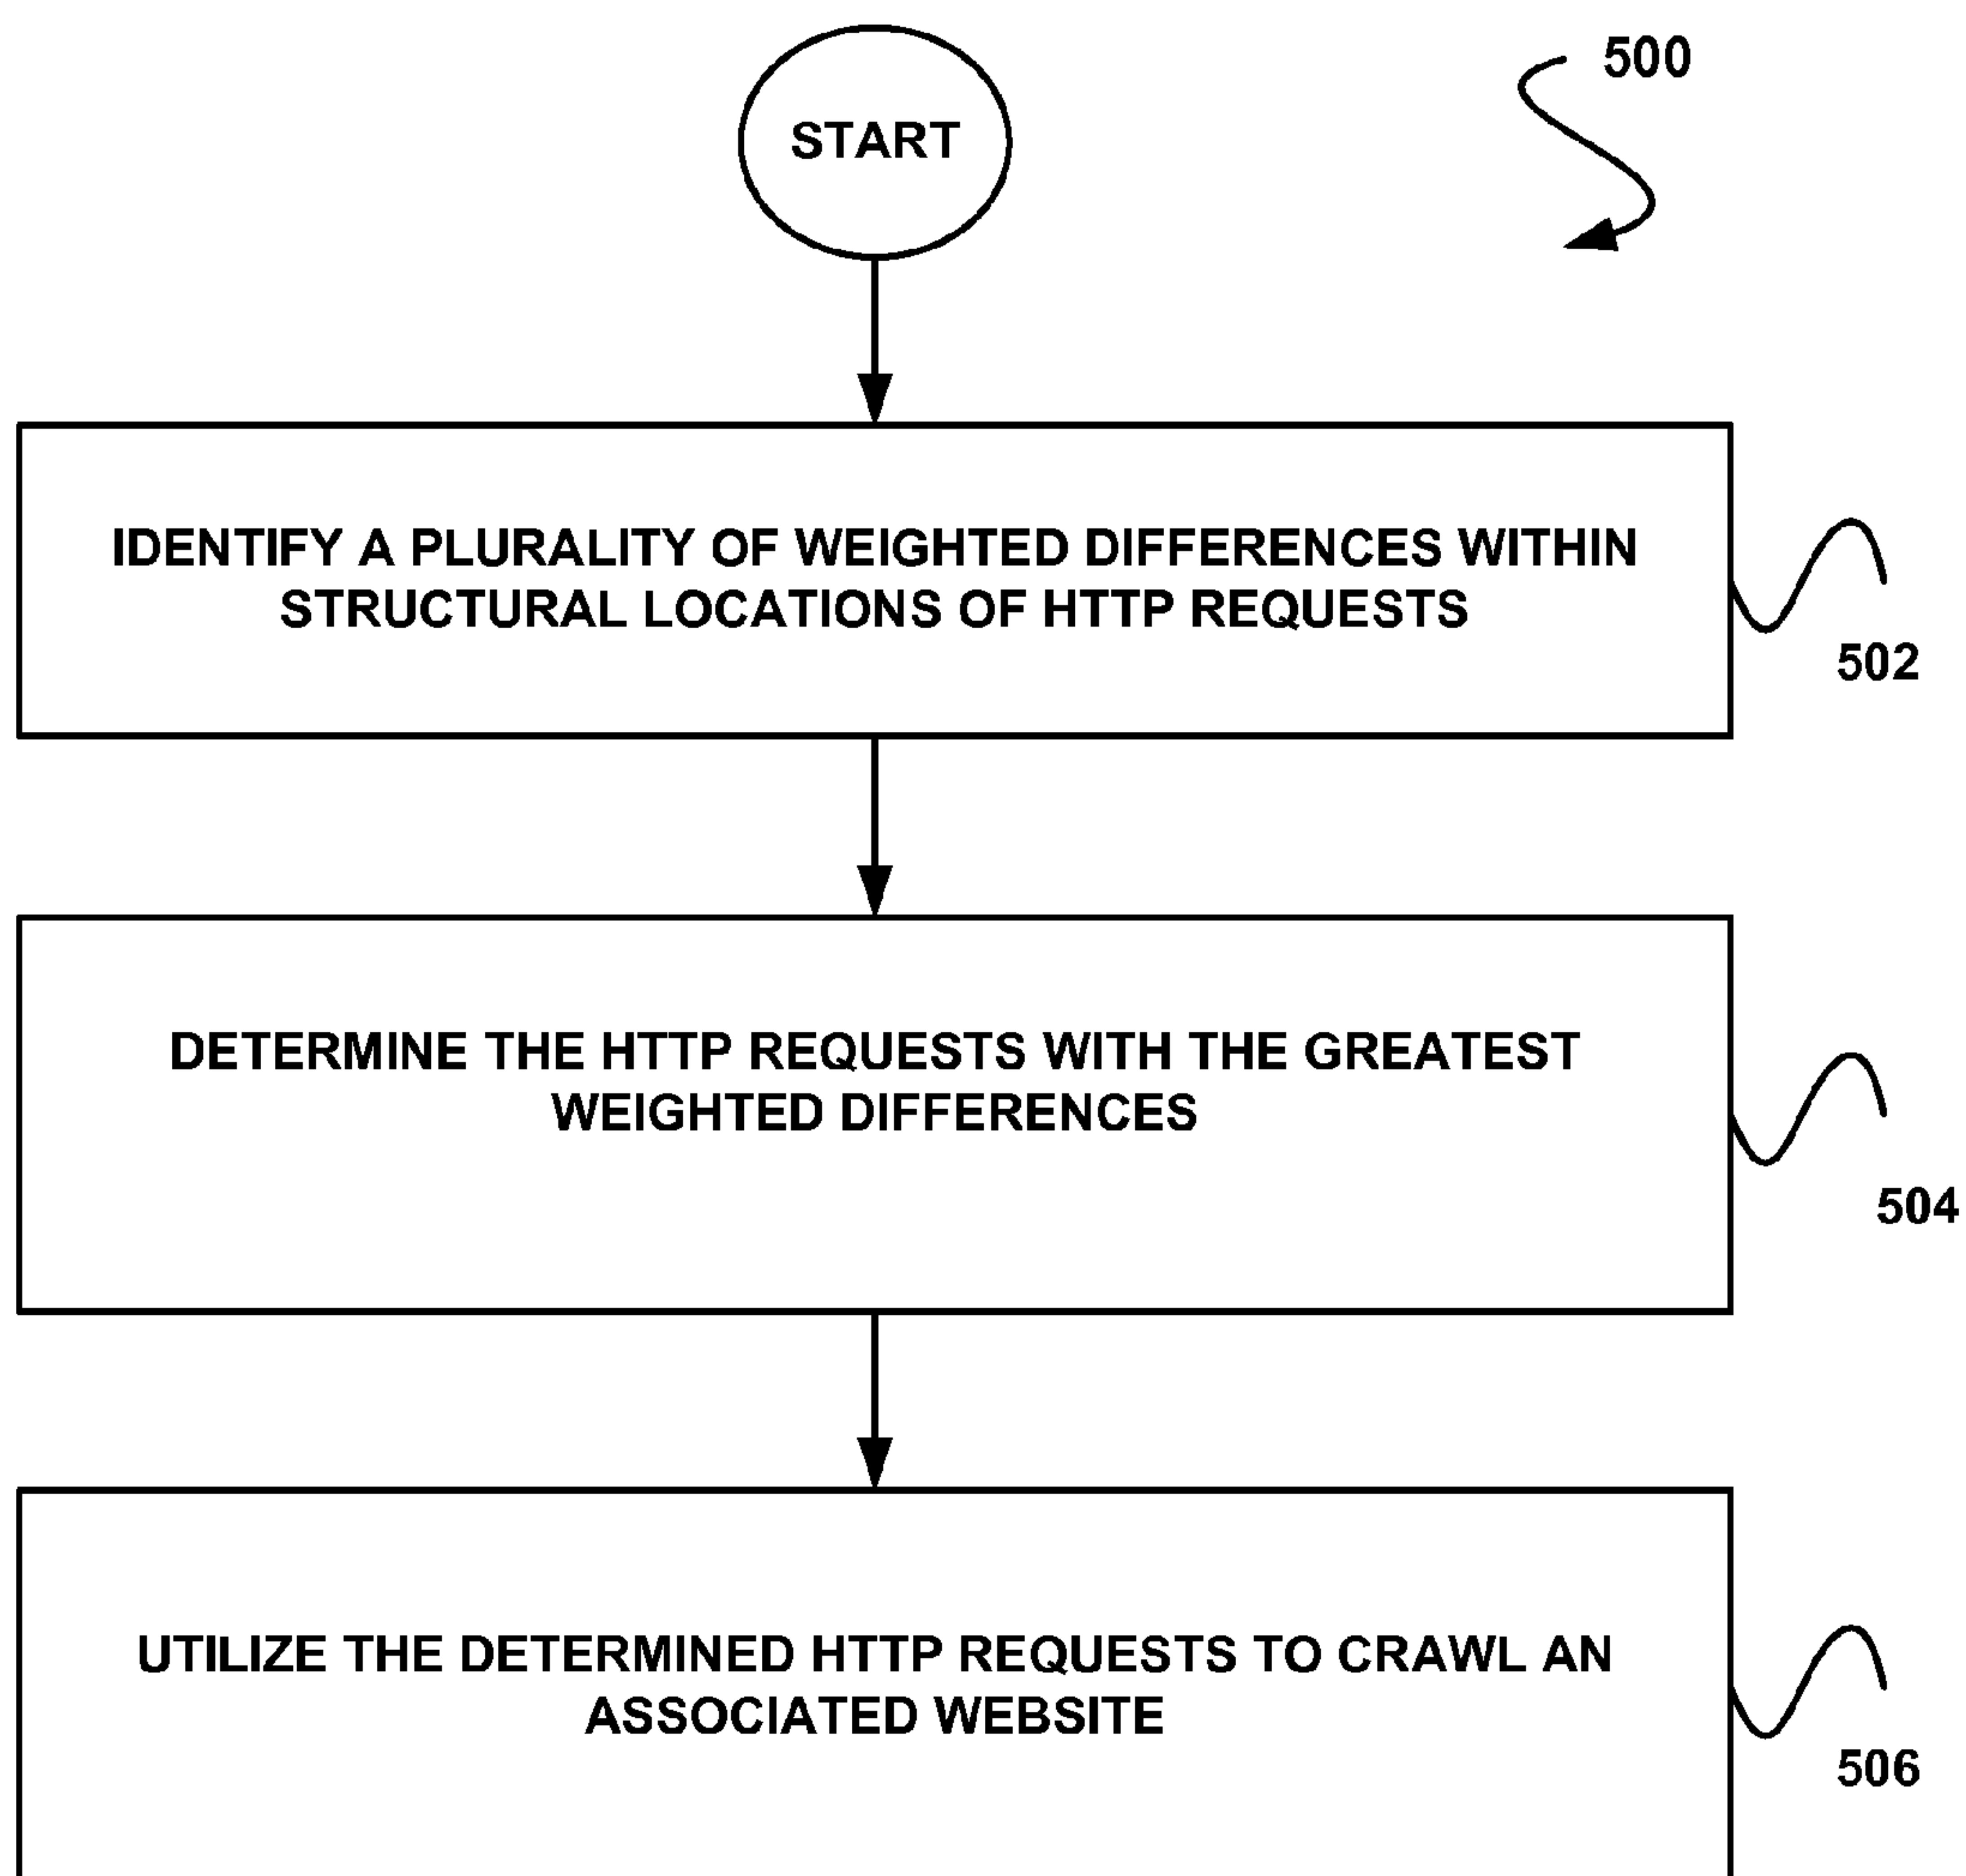 START
500
IDENTIFY A PLURALITY OF WEIGHTED DIFFERENCES WITHIN
STRUCTURAL LOCATIONS OF HTTP REQUESTS
502
DETERMINE THE HTTP REQUESTS WITH THE GREATEST
WEIGHTED DIFFERENCES
504
UTILIZE THE DETERMINED HTTP REQUESTS TO CRAWL AN
ASSOCIATED WEBSITE
506